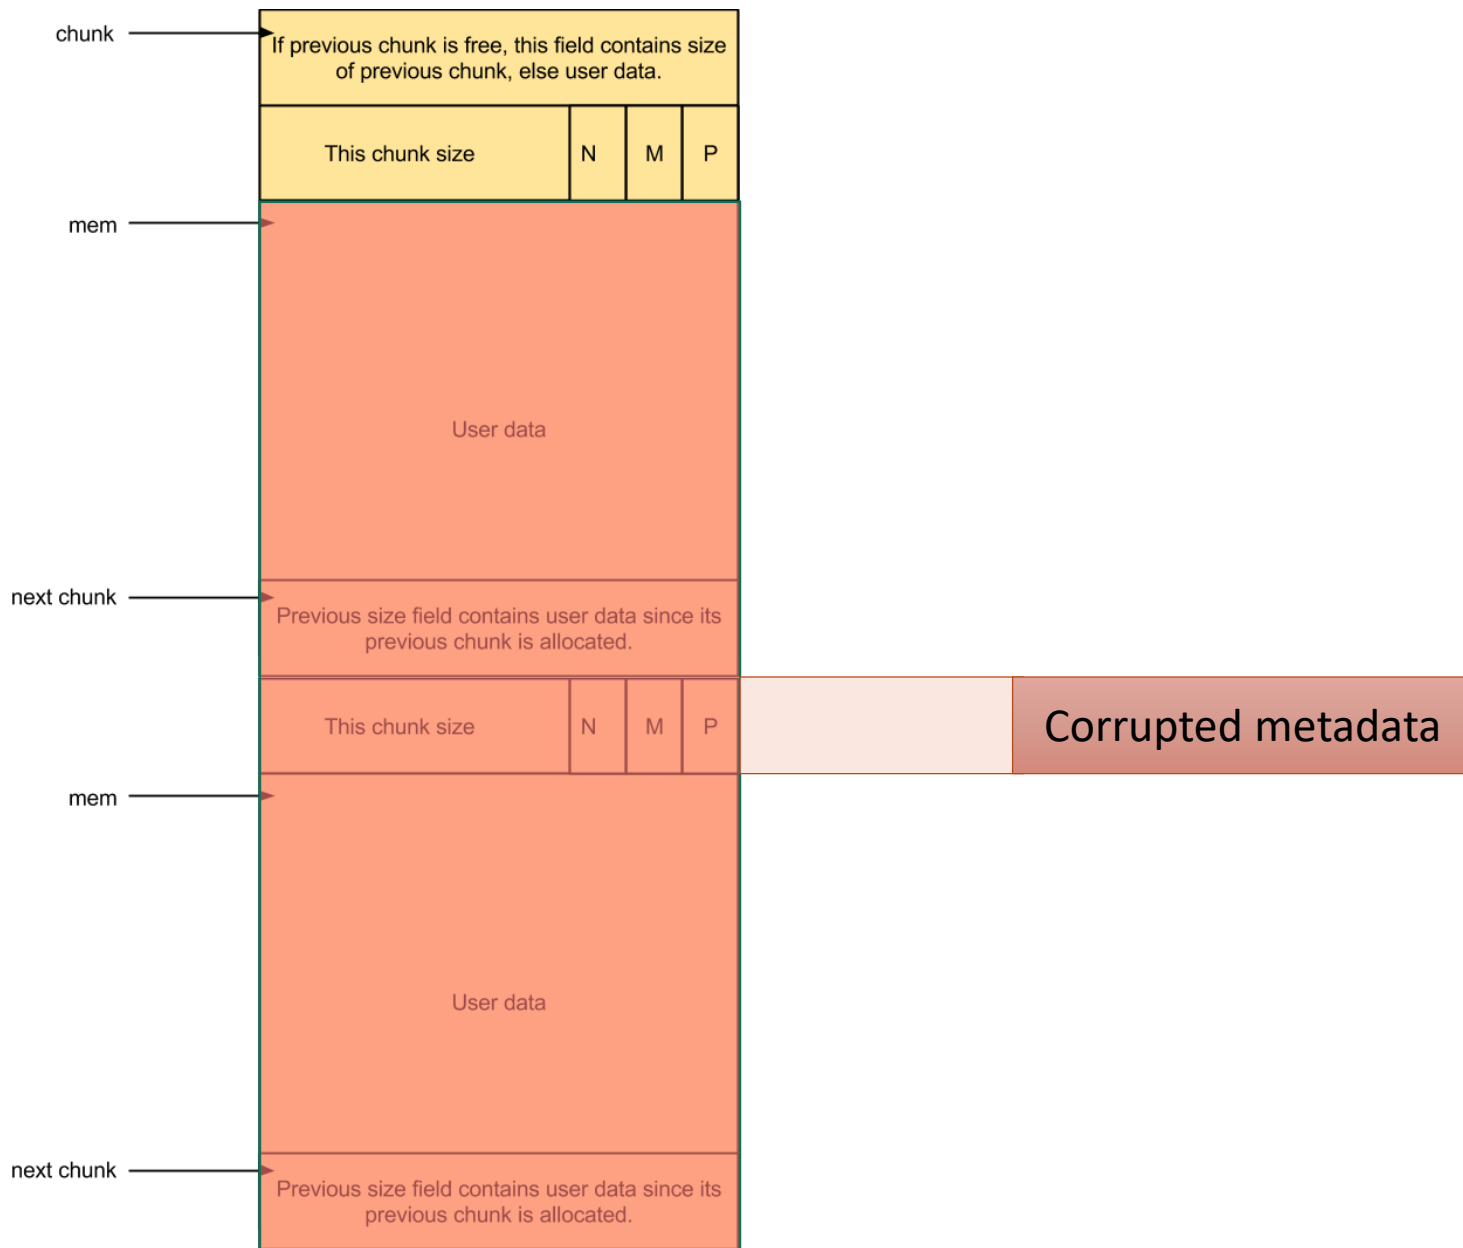 chunk
If previous chunk is free, this field contains size
of previous chunk, else user data.
This chunk size N M P
mem
User data
next chunk
Previous size field contains user data since its
previous chunk is allocated.
This chunk size N M P
Corrupted metadata
mem
User data
next chunk
Previous size field contains user data since its
previous chunk is allocated.